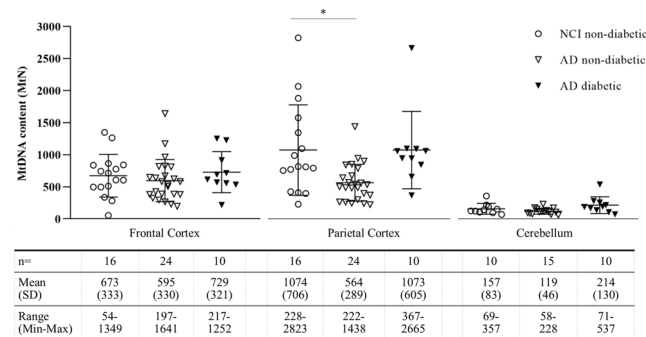 *
3000
2500
2000
1500
1000
500
0
MtDNA content (MtN)
NCI non-diabetic
AD non-diabetic
AD diabetic
Frontal Cortex Parietal Cortex Cerebellum
n= 16 24 10 16 24 10 10 15 10
Mean 673 595 729 1074 564 1073 157 119 214
(SD) (333) (330) (321) (706) (289) (605) (83) (46) (130)
Range 54- 197- 217- 228- 222- 367- 69- 58- 71-
(Min-Max) 1349 1641 1252 2823 1438 2665 357 228 537